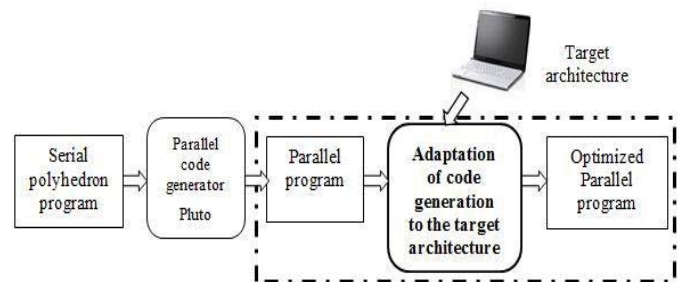 Target
architecture
Serial
polyhedron
program
Parallel
code
generator
Pluto
Parallel
program
Adaptation
of code
generation
to the target
architecture
Optimized
Parallel
program